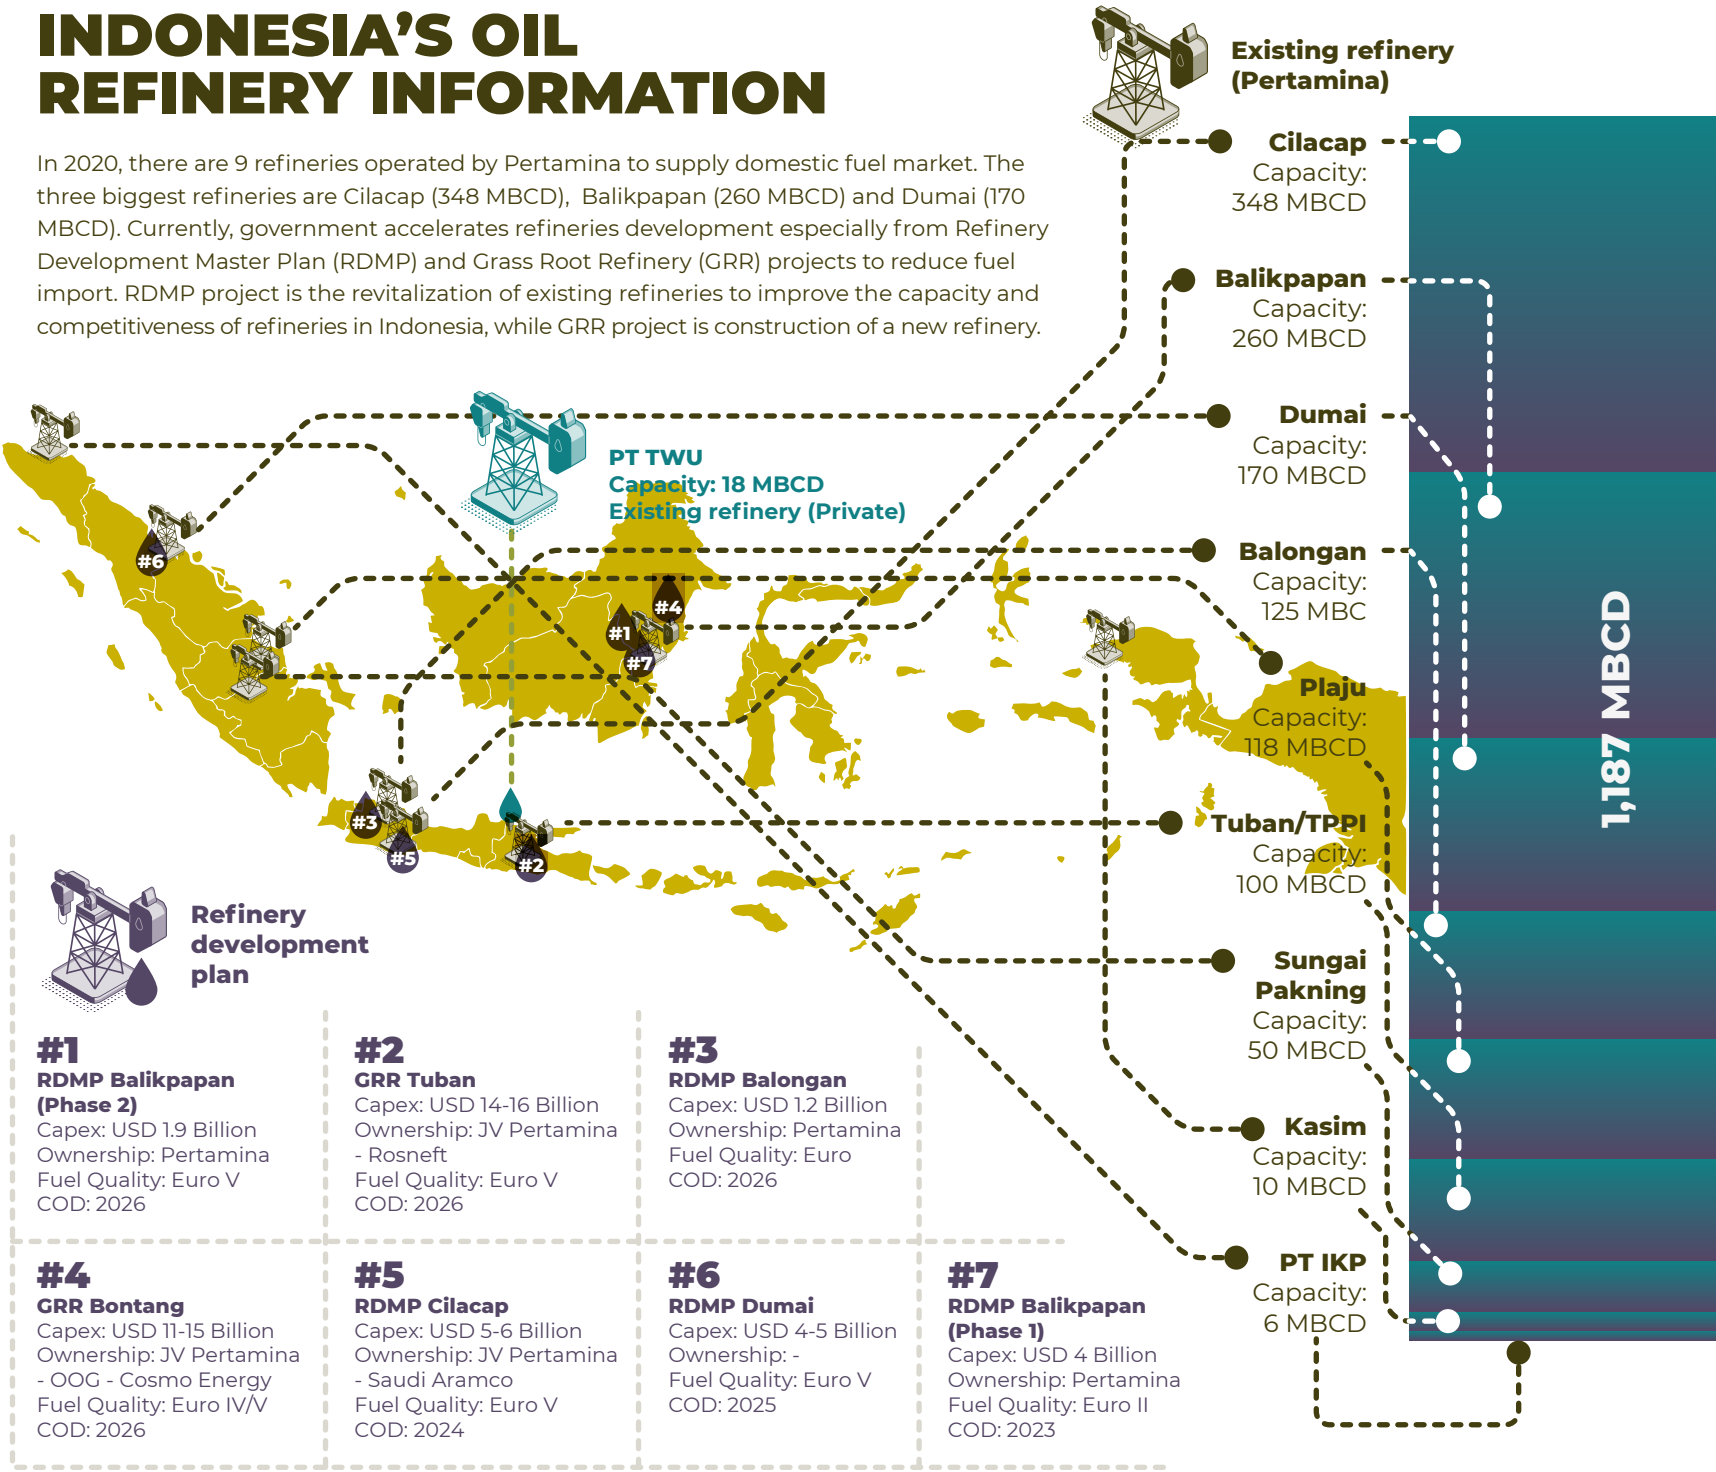 INDONESIA'S OIL
REFINERY INFORMATION
In 2020, there are 9 refineries operated by Pertamina to supply domestic fuel market. The
three biggest refineries are Cilacap (348 MBCD), Balikpapan (260 MBCD) and Dumai (170
MBCD). Currently, government accelerates refineries development especially from Refinery
Development Master Plan (RDMP) and Grass Root Refinery (GRR) projects to reduce fuel
import. RDMP project is the revitalization of existing refineries to improve the capacity and
competitiveness of refineries in Indonesia, while GRR project is construction of a new refinery.
Existing refinery
(Pertamina)
Cilacap
Capacity:
348 MBCD
Balikpapan
Capacity:
260 MBCD
Dumai
Capacity:
170 MBCD
Balongan
Capacity:
125 MBC
Plaju
Capacity:
118 MBCD
Tuban/TPPI
Capacity:
100 MBCD
Sungai
Pakning
Capacity:
50 MBCD
Kasim
Capacity:
10 MBCD
PT IKP
Capacity:
6 MBCD
1,187 MBCD
PT TWU
Capacity: 18 MBCD
Existing refinery (Private)
#6
#4
#1
#7
#3
#5
#2
Refinery
development
plan
#1
RDMP Balikpapan
(Phase 2)
Capex: USD 1.9 Billion
Ownership: Pertamina
Fuel Quality: Euro V
COD: 2026
#2
GRR Tuban
Capex: USD 14-16 Billion
Ownership: JV Pertamina
- Rosneft
Fuel Quality: Euro V
COD: 2026
#3
RDMP Balongan
Capex: USD 1.2 Billion
Ownership: Pertamina
Fuel Quality: Euro
COD: 2026
#4
GRR Bontang
Capex: USD 11-15 Billion
Ownership: JV Pertamina
- OOG - Cosmo Energy
Fuel Quality: Euro IV/V
COD: 2026
#5
RDMP Cilacap
Capex: USD 5-6 Billion
Ownership: JV Pertamina
- Saudi Aramco
Fuel Quality: Euro V
COD: 2024
#6
RDMP Dumai
Capex: USD 4-5 Billion
Ownership: -
Fuel Quality: Euro V
COD: 2025
#7
RDMP Balikpapan
(Phase 1)
Capex: USD 4 Billion
Ownership: Pertamina
Fuel Quality: Euro II
COD: 2023